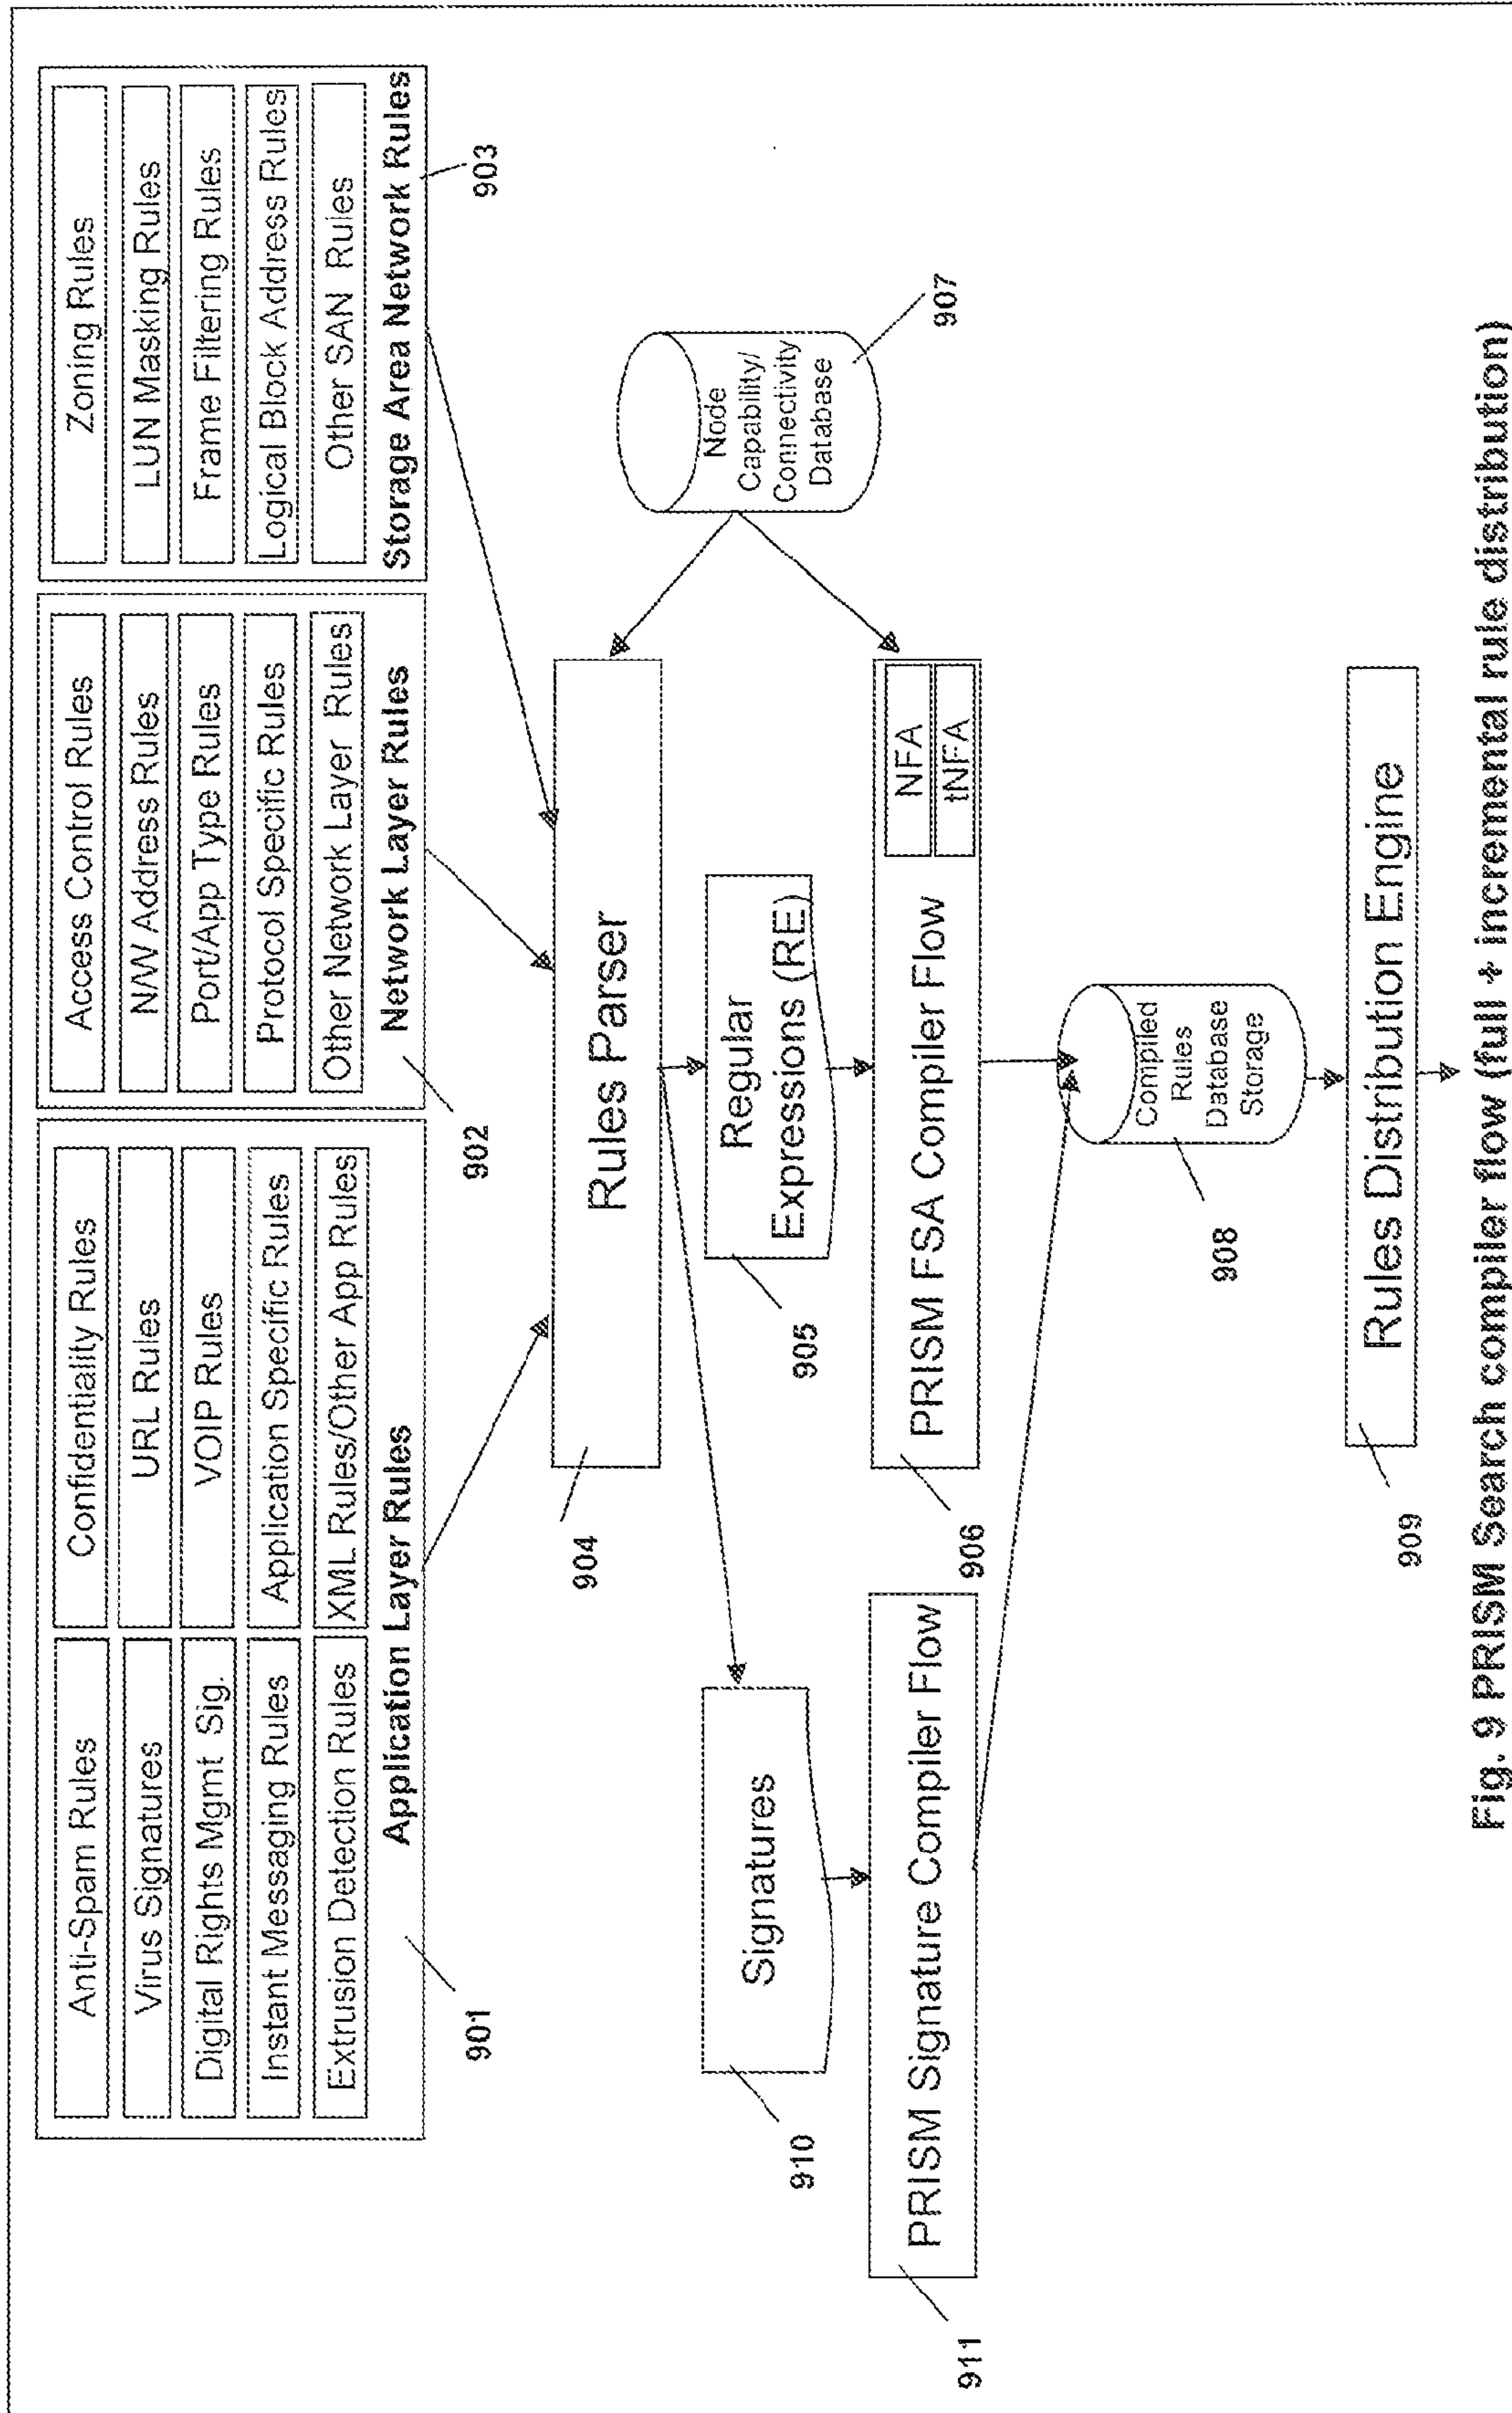 Anti-Spam Rules
Confidentiality Rules
Virus Signatures
URL Rules
Digital Rights Mgmt Sig.
VOIP Rules
Instant Messaging Rules
Application Specific Rules
Extrusion Detection Rules
XML Rules/Other App Rules
Application Layer Rules
901
Access Control Rules
N/W Address Rules
Port/App Type Rules
Protocol Specific Rules
Other Network Layer Rules
Network Layer Rules
902
Zoning Rules
LUN Masking Rules
Frame Filtering Rules
Logical Block Address Rules
Other SAN Rules
Storage Area Network Rules
903
Rules Parser
904
Node
Capability/
Connectivity
Database
907
Signatures
910
Regular
Expressions (RE)
905
PRISM Signature Compiler Flow
911
PRISM FSA Compiler Flow
NFA
tNFA
906
Compiled
Rules
Database
Storage
908
Rules Distribution Engine
909
Fig. 9 PRISM Search compiler flow (full + incremental rule distribution)